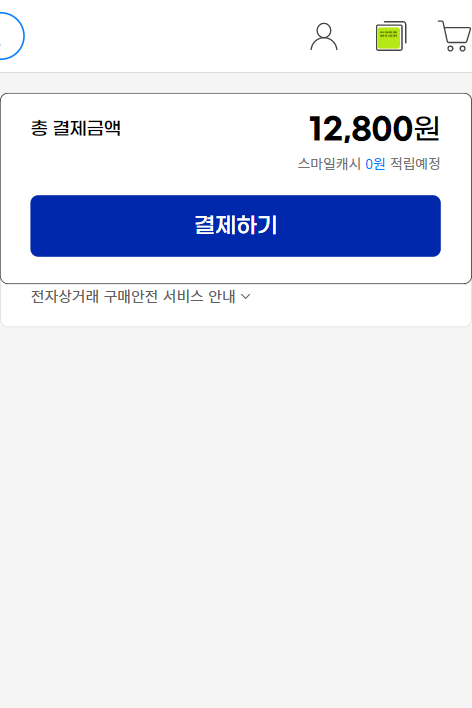 총 결제금액
12,800원
스마일캐시 0원 적립예정
결제하기
전자상거래 구매안전 서비스 안내